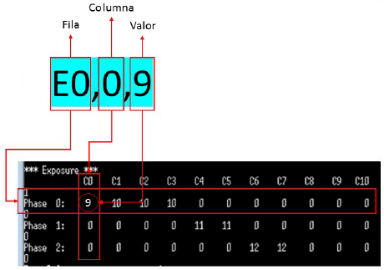 Columna
Fila
Valor
E0,0,9
*** Exposure ***
C0 C1 C2 C3 C4 C5 C6 C7 C8 C9 C10
1
Phase 0: 9 10 10 10 0 0 0 0 0 0 0
0
Phase 1: 0 0 0 0 11 11 0 0 0 0 0
0
Phase 2: 0 0 0 0 0 0 12 12 0 0 0
0